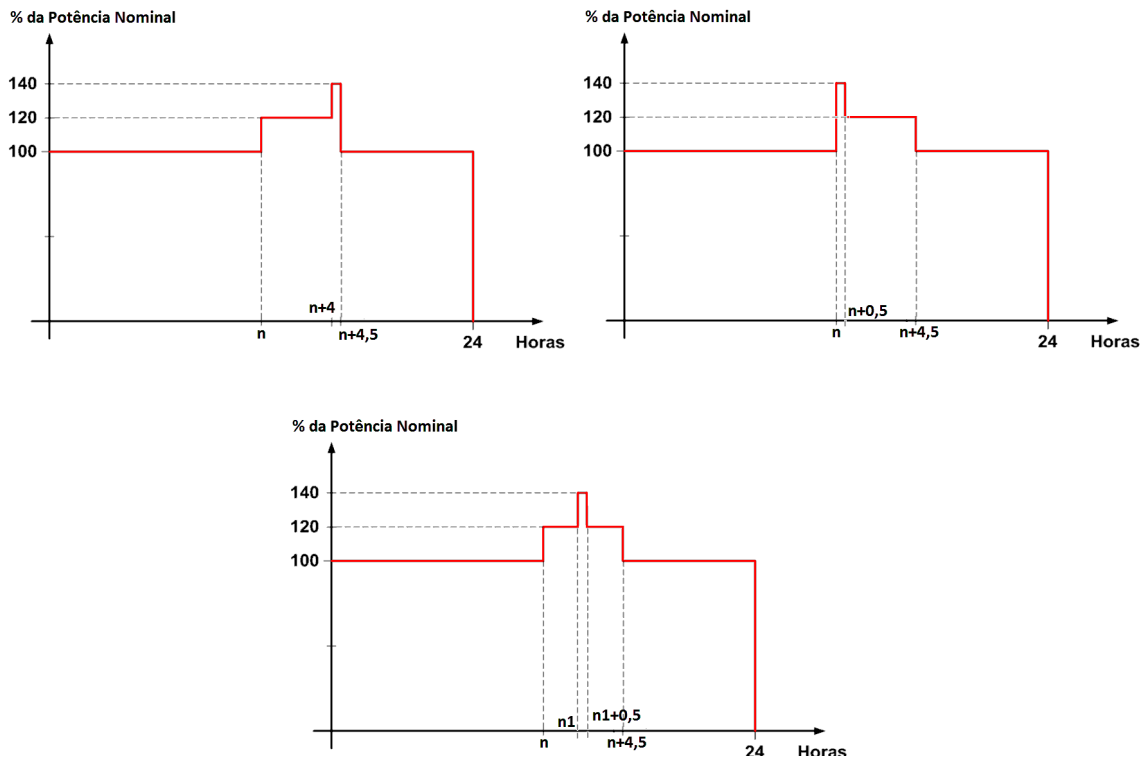 % da Potência Nominal
140
120
100
n+4
n
n+4,5
24
Horas
% da Potência Nominal
140
120
100
n+0,5
n
n+4,5
24
Horas
% da Potência Nominal
140
120
100
n1
n1+0,5
n
n+4,5
24
Horas